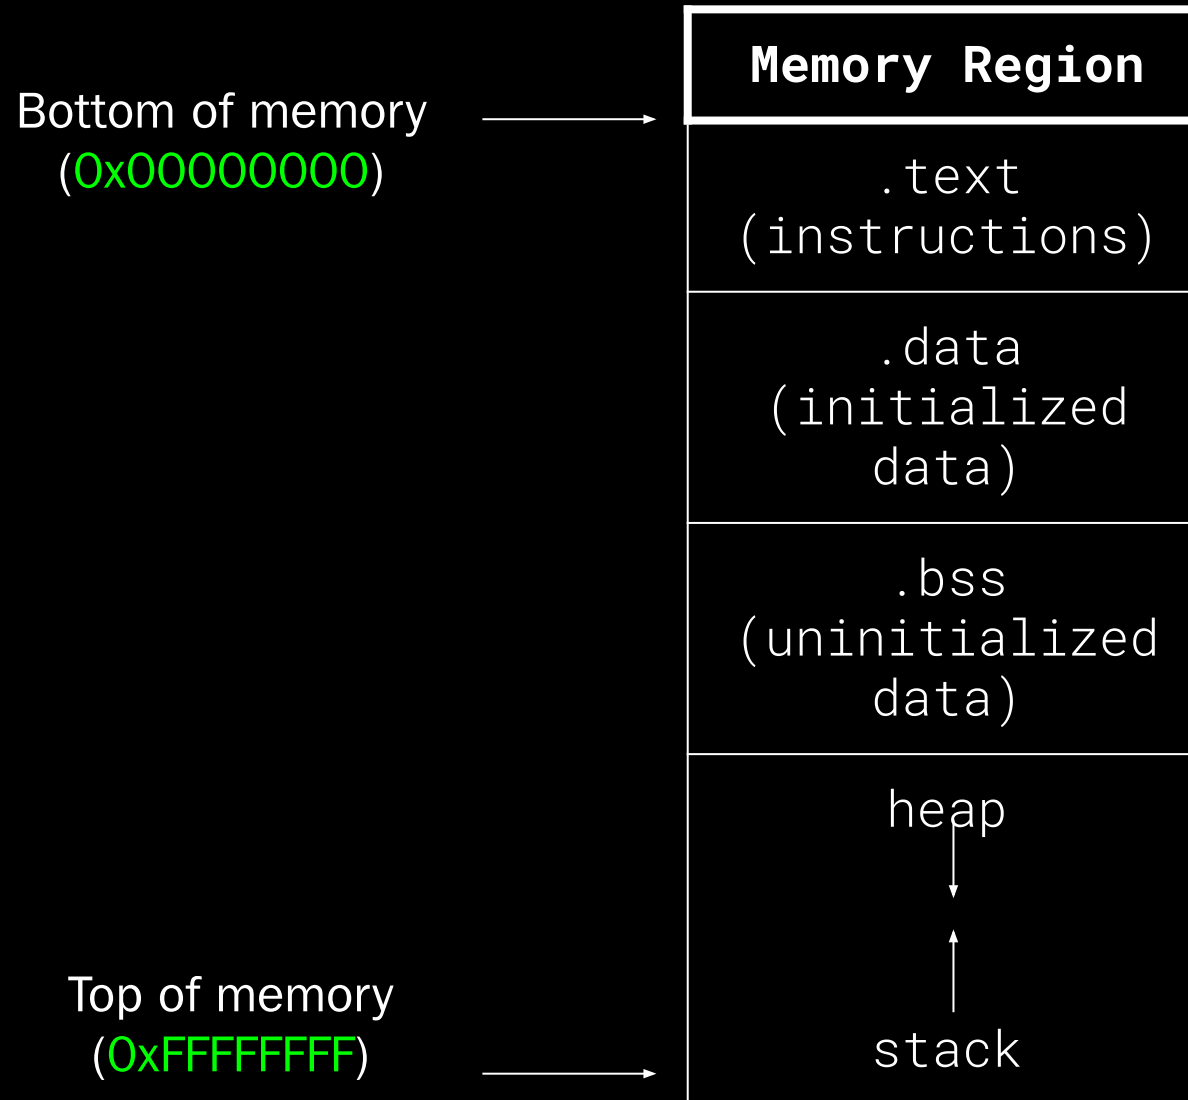 Memory Region
Bottom of memory
(0x00000000)
.text
(instructions)
.data
(initialized
data)
.bss
(uninitialized
data)
heap
Top of memory
(0xFFFFFFFF)
stack